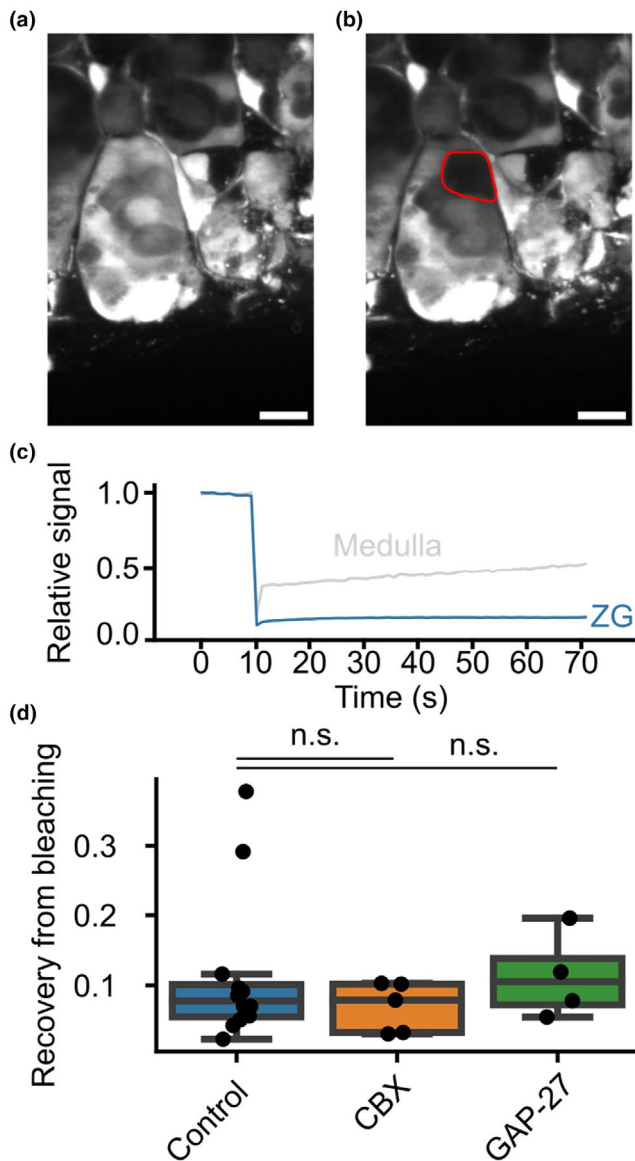 (a)
(b)
(c)
Relative signal
1.0
0.5
0.0
Medulla
ZG
0 10 20 30 40 50 60 70
Time (s)
(d)
n.s.
n.s.
Recovery from bleaching
0.3
0.2
0.1
Control
CBX
GAP-27